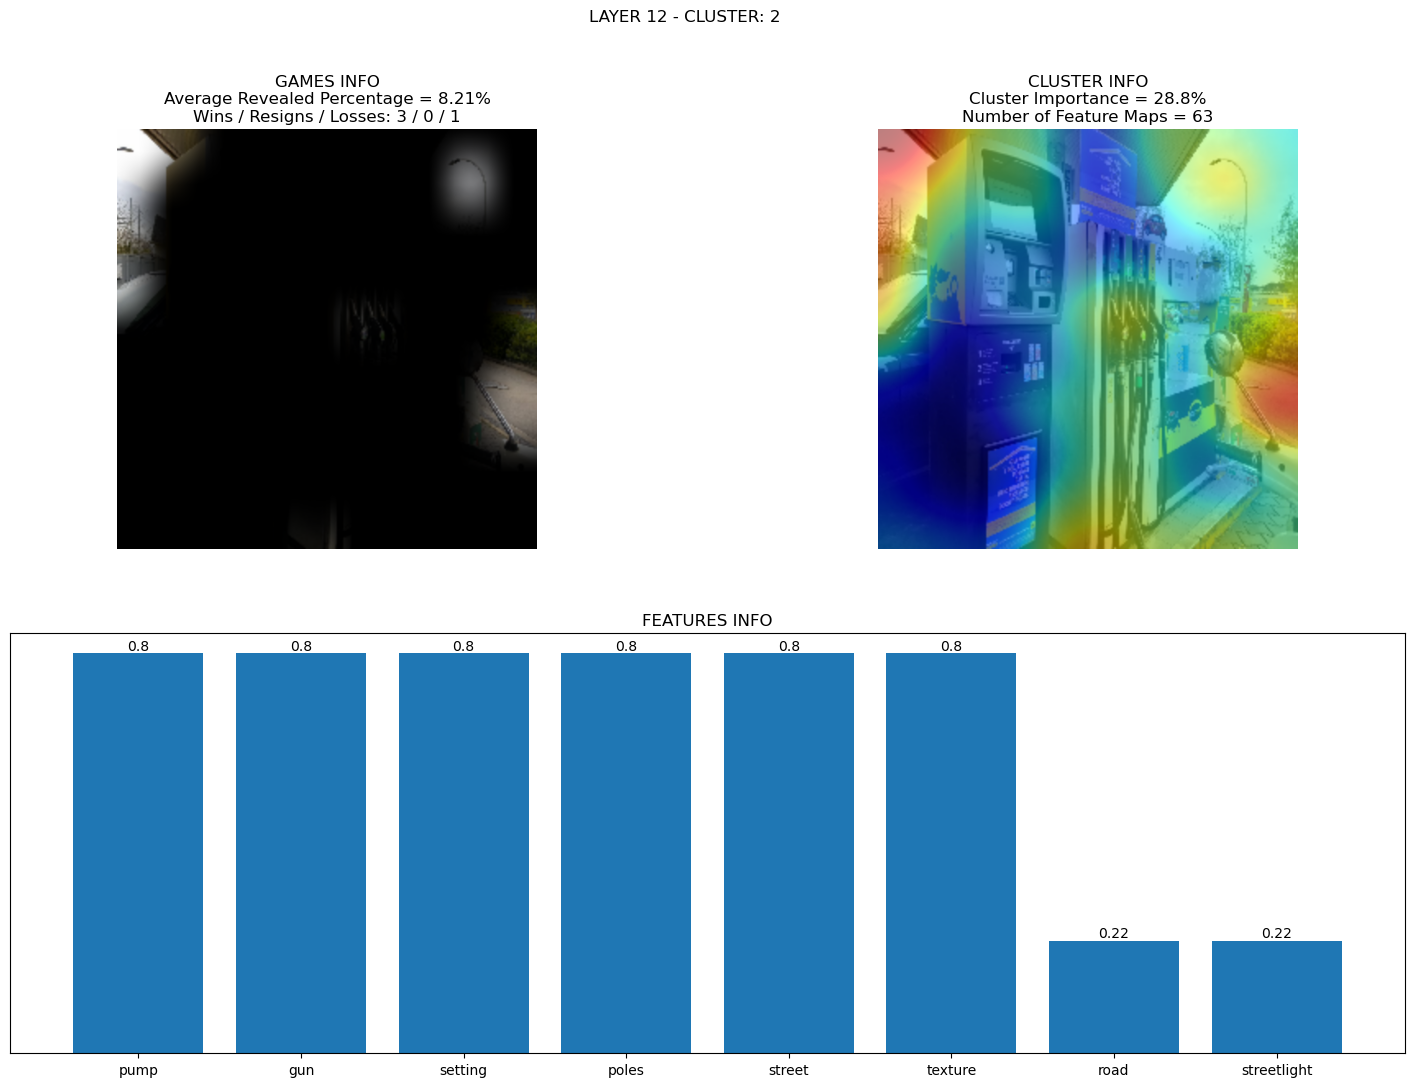 LAYER 12 - CLUSTER: 2
GAMES INFO
Average Revealed Percentage = 8.21%
Wins / Resigns / Losses: 3 / 0 / 1
CLUSTER INFO
Cluster Importance = 28.8%
Number of Feature Maps = 63
FEATURES INFO
0.8
0.8
0.8
0.8
0.8
0.8
0.22
0.22
pump
gun
setting
poles
street
texture
road
streetlight